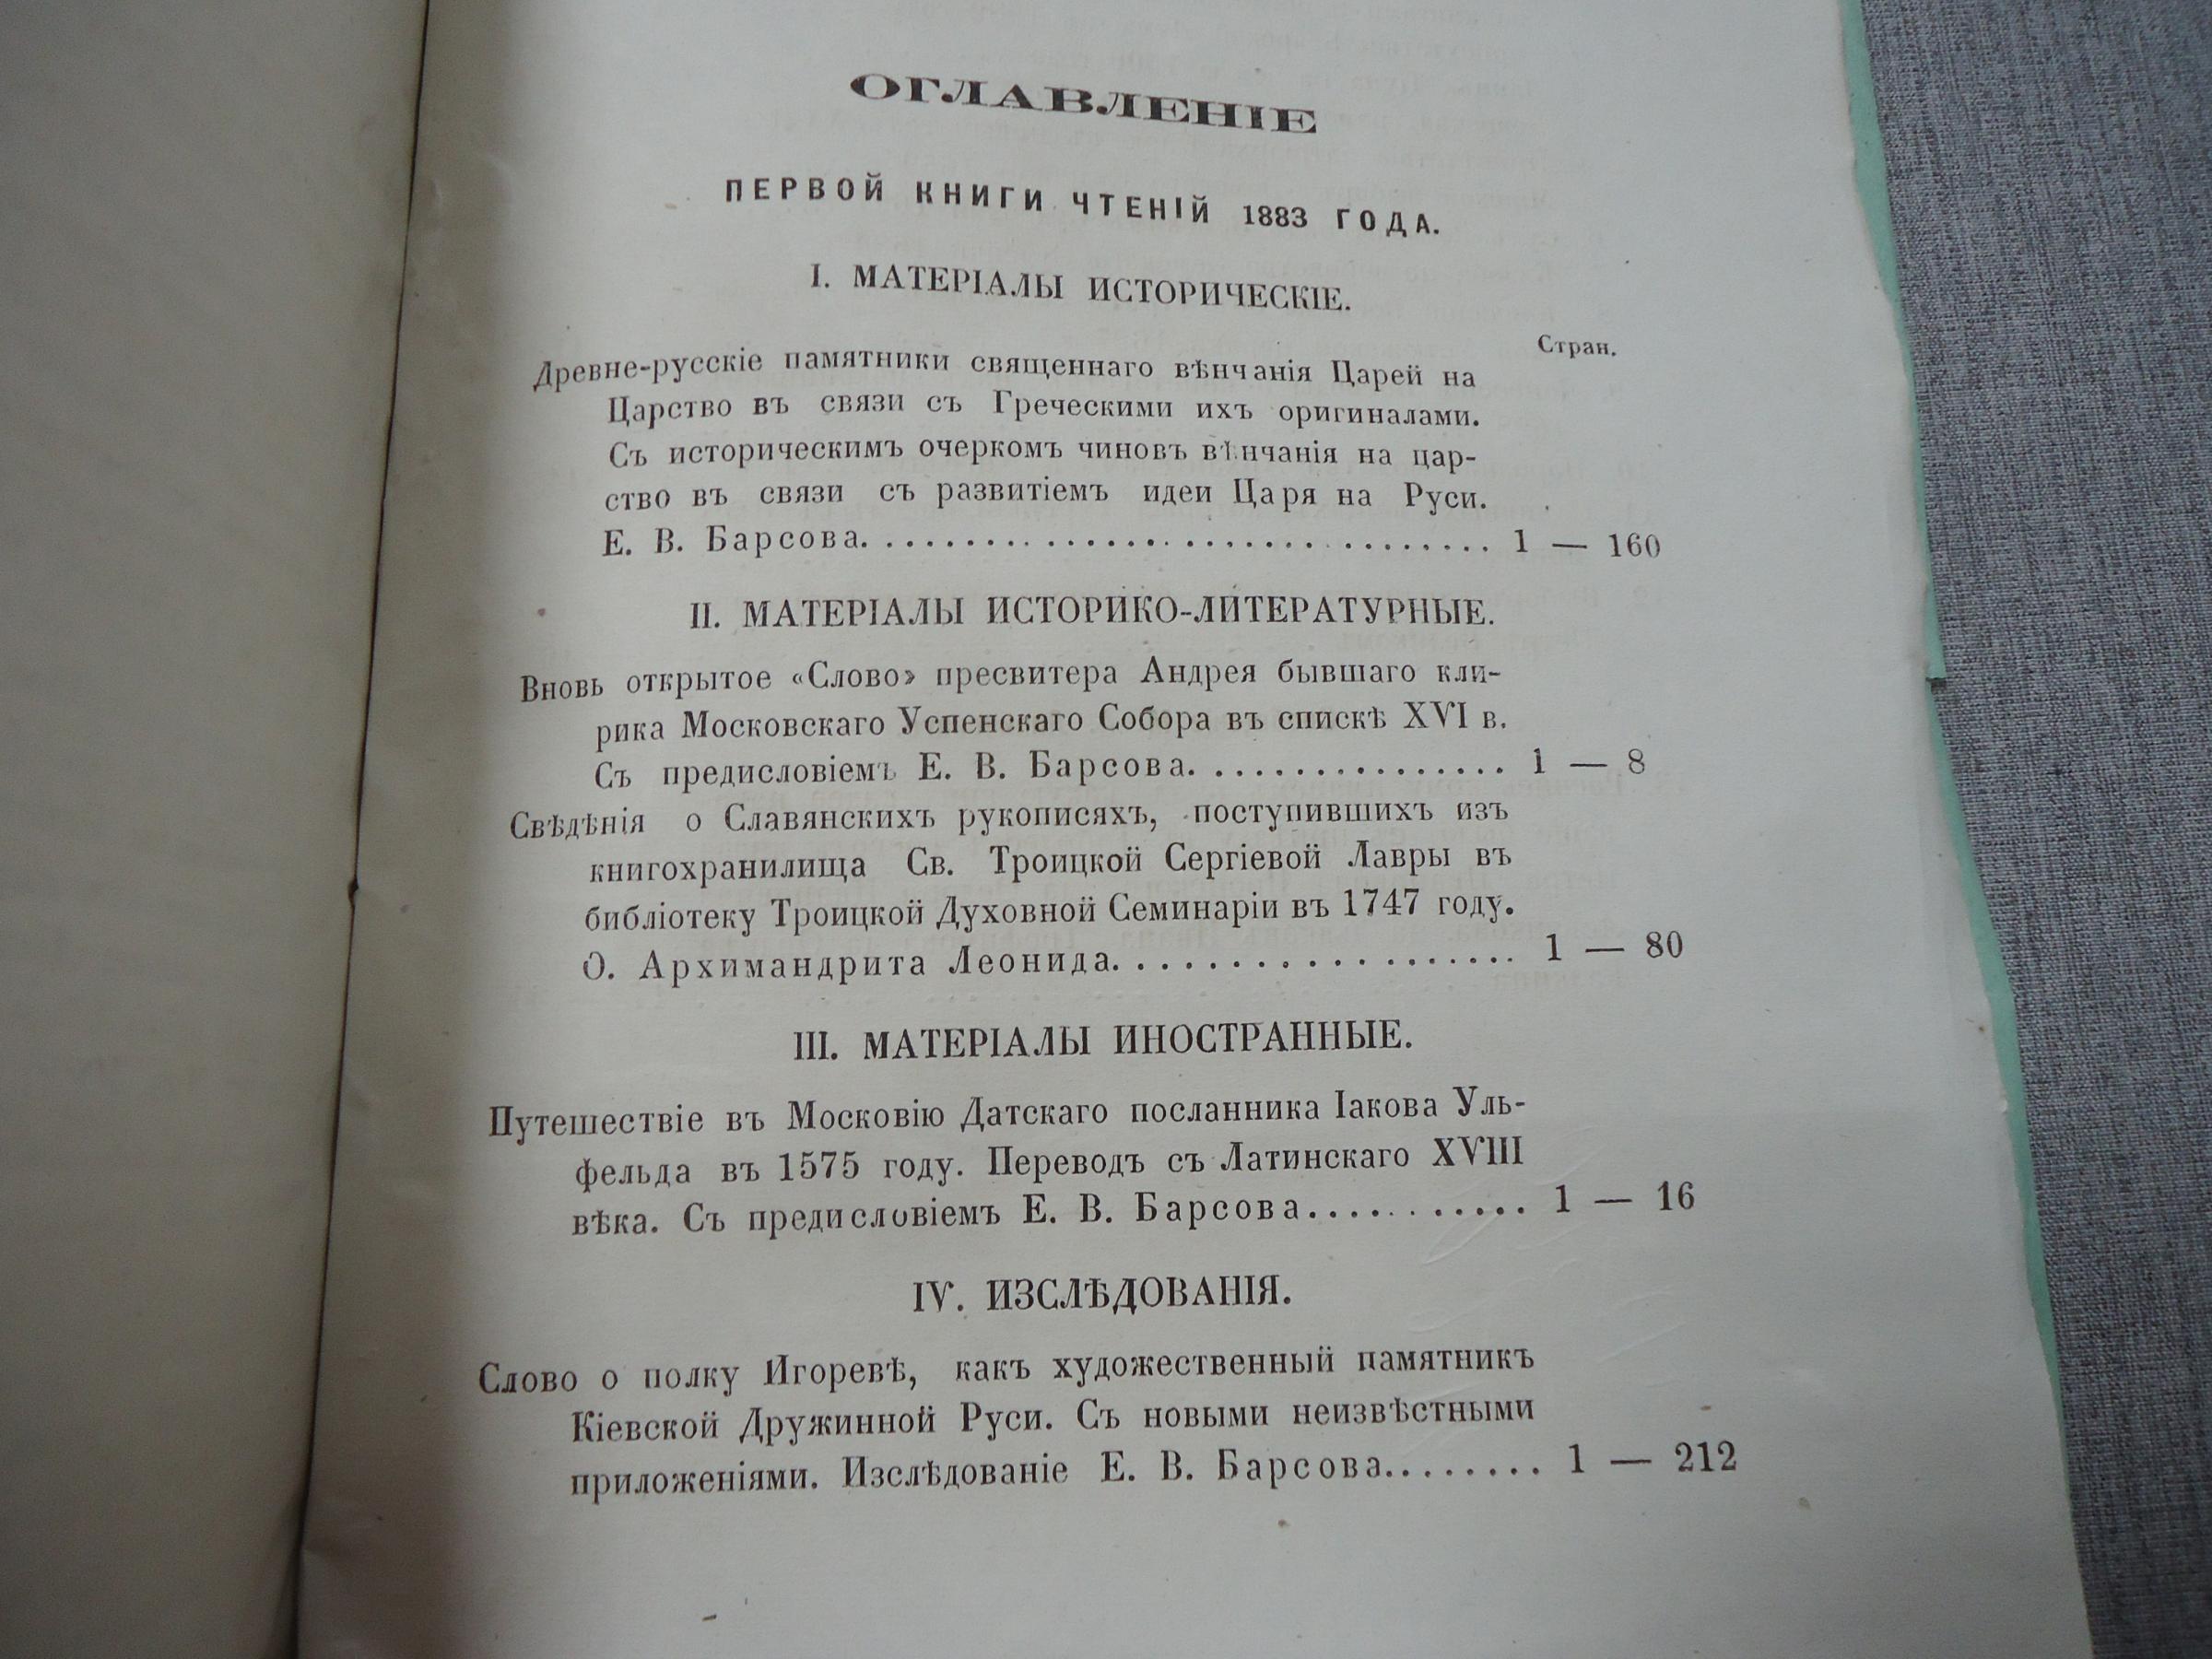 ОГЛАВЛЕНІЕ
ПЕРВОЙ КНИГИ ЧТЕНІЙ 1883 ГОДА.
I. МАТЕРІАЛЫ ИСТОРИЧЕСКІЕ.
Стран.
Древне-русскіе памятники священнаго вѣнчанія Царей на
Царство въ связи съ Греческими ихъ оригиналами.
Съ историческимъ очеркомъ чиновъ вѣнчанія на цар-
ство въ связи съ развитіемъ идеи Царя на Руси.
Е. В. Барсова. . . . . . . . . . . . . . . . . . . . . . . . . . . . . . 1 — 160
II. МАТЕРІАЛЫ ИСТОРИКО-ЛИТЕРАТУРНЫЕ.
Вновь открытое «Слово» пресвитера Андрея бывшаго кли-
рика Московскаго Успенскаго Собора въ спискѣ XVI в.
Съ предисловіемъ Е. В. Барсова. . . . . . . . . . . . . . . . 1 — 8
Свѣдѣнія о Славянскихъ рукописяхъ, поступившихъ изъ
книгохранилища Св. Троицкой Сергіевой Лавры въ
библіотеку Троицкой Духовной Семинаріи въ 1747 году.
О. Архимандрита Леонида. . . . . . . . . . . . . . . . . . . 1 — 80
III. МАТЕРІАЛЫ ИНОСТРАННЫЕ.
Путешествіе въ Московію Датскаго посланника Іакова Уль-
фельда въ 1575 году. Переводъ съ Латинскаго XVIII
вѣка. Съ предисловіемъ Е. В. Барсова. . . . . . . . . . . 1 — 16
IV. ИЗСЛѢДОВАНІЯ.
Слово о полку Игоревѣ, какъ художественный памятникъ
Кіевской Дружинной Руси. Съ новыми неизвѣстными
приложеніями. Изслѣдованіе Е. В. Барсова. . . . . . . . 1 — 212